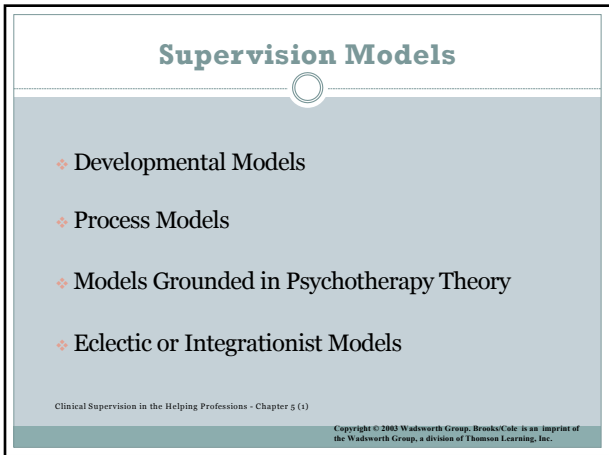 Supervision Models
❖ Developmental Models
❖ Process Models
❖ Models Grounded in Psychotherapy Theory
❖ Eclectic or Integrationist Models
Clinical Supervision in the Helping Professions - Chapter 5 (1)
Copyright © 2003 Wadsworth Group. Brooks/Cole is an imprint of
the Wadsworth Group, a division of Thomson Learning, Inc.